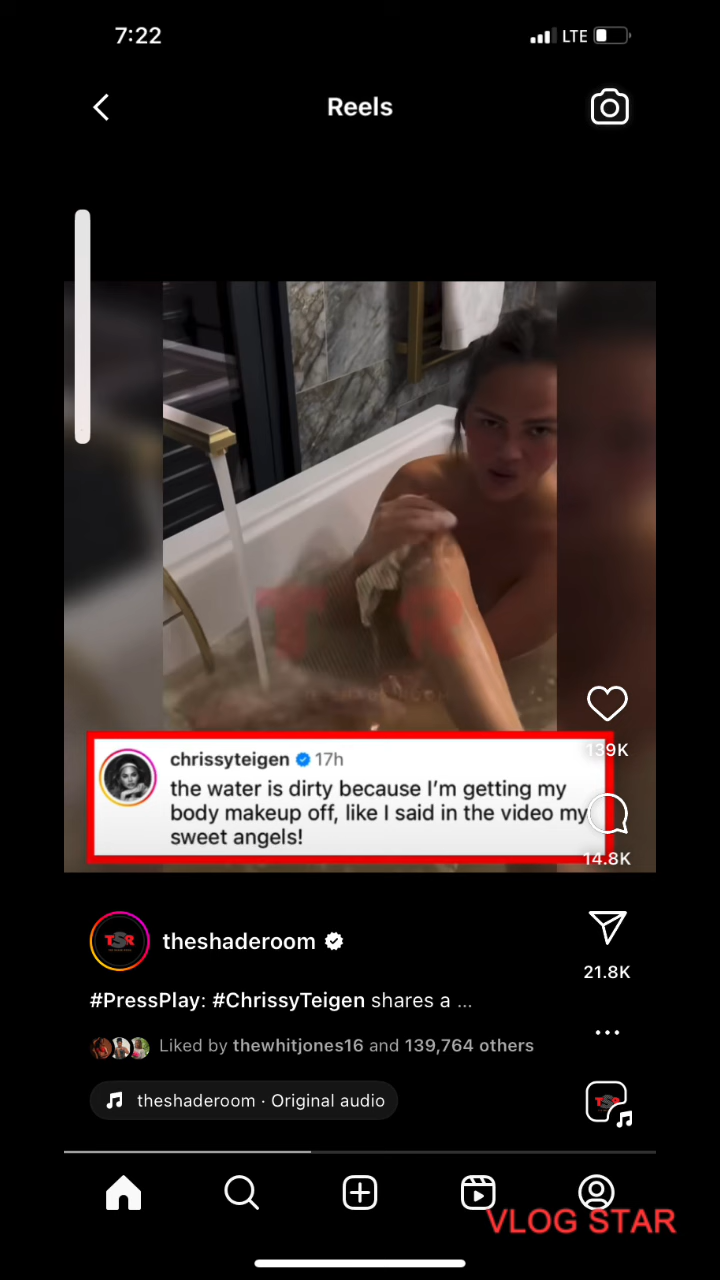 7:22
LTE
Reels
T R
chrissyteigen 17h
the water is dirty because I'm getting my
body makeup off, like I said in the video my
sweet angels!
139K
14.8K
TSR
theshaderoom
21.8K
#PressPlay: #ChrissyTeigen shares a ...
Liked by thewhitjones16 and 139,764 others
theshaderoom · Original audio
TSR
VLOG STAR